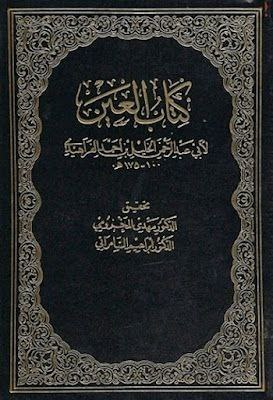 كتاب العين
لأبي عبد الرحمن الخليل بن أحمد الفراهيدي
١٠٠ - ١٧٥ هـ
تحقيق
الدكتور مهدي المخزومي
الدكتور إبراهيم السامرائي